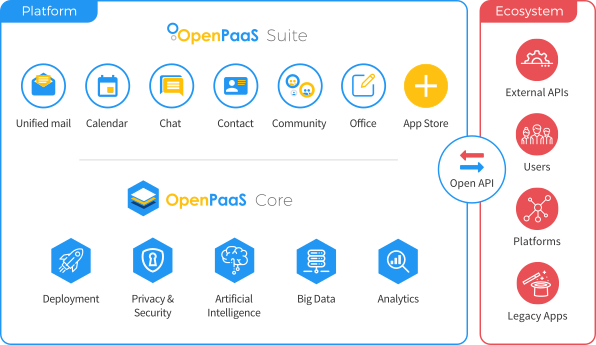 Platform
OpenPaaS Suite
Unified mail
Calendar
Chat
Contact
Community
Office
App Store
OpenPaaS Core
Deployment
Privacy &
Security
Artificial
Intelligence
Big Data
Analytics
Open API
Ecosystem
External APIs
Users
Platforms
Legacy Apps